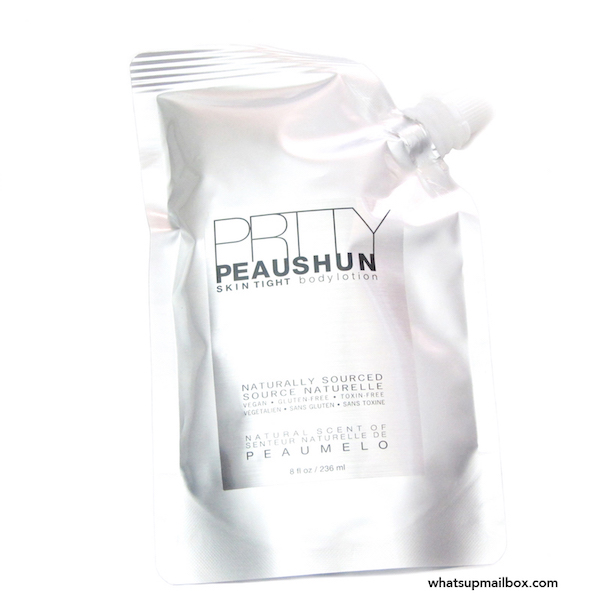 PRTTY
PEAUSHUN
SKIN TIGHT bodylotion
NATURALLY SOURCED
SOURCE NATURELLE
VEGAN • GLUTEN-FREE • TOXIN-FREE
VEGETALIEN • SANS GLUTEN • SANS TOXINE
NATURAL SCENT OF
SENTEUR NATURELLE DE
PEAUMELO
8 fl oz / 236 ml
whatsupmailbox.com